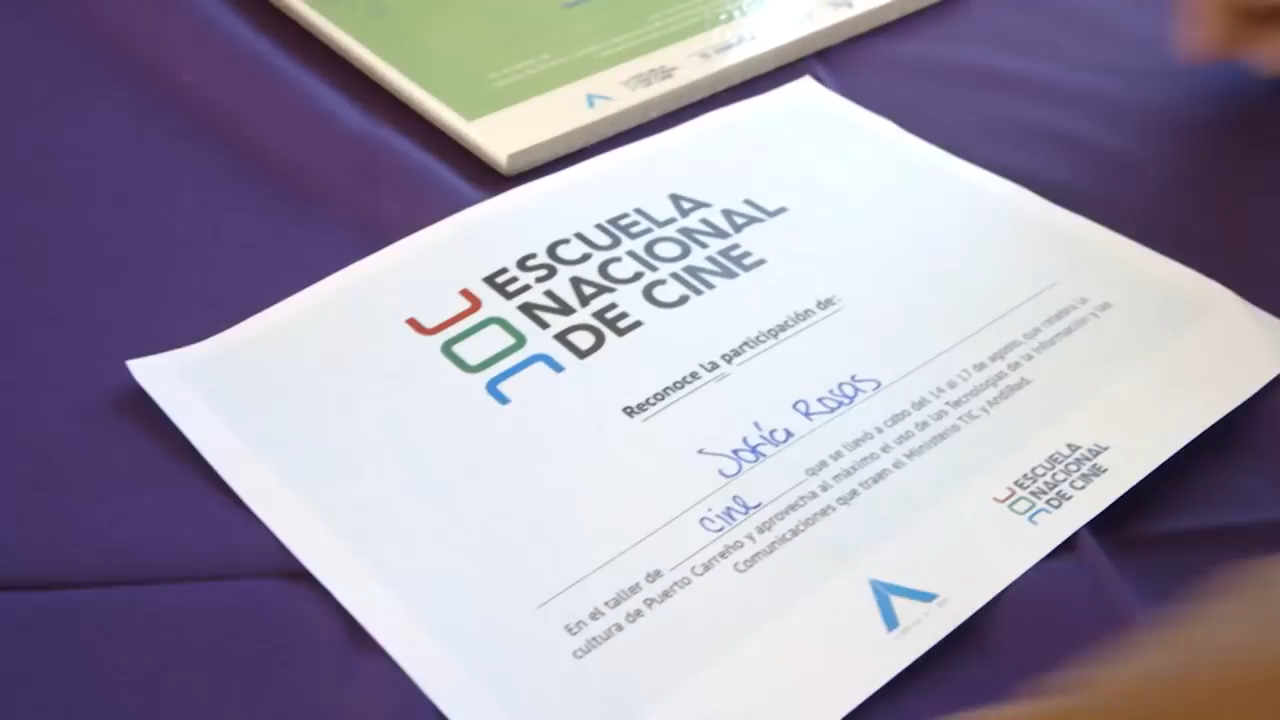 ESCUELA
NACIONAL
DE CINE
Reconoce la participación de:
Sofía Rosas
En el taller de cine que se llevó a cabo del 14 al 17 de agosto, que celebra la
cultura de Puerto Carreño y aprovecha al máximo el uso de las Tecnologías de la Información y las
Comunicaciones que traen el Ministerio TIC y AndiRed.
ESCUELA
NACIONAL
DE CINE